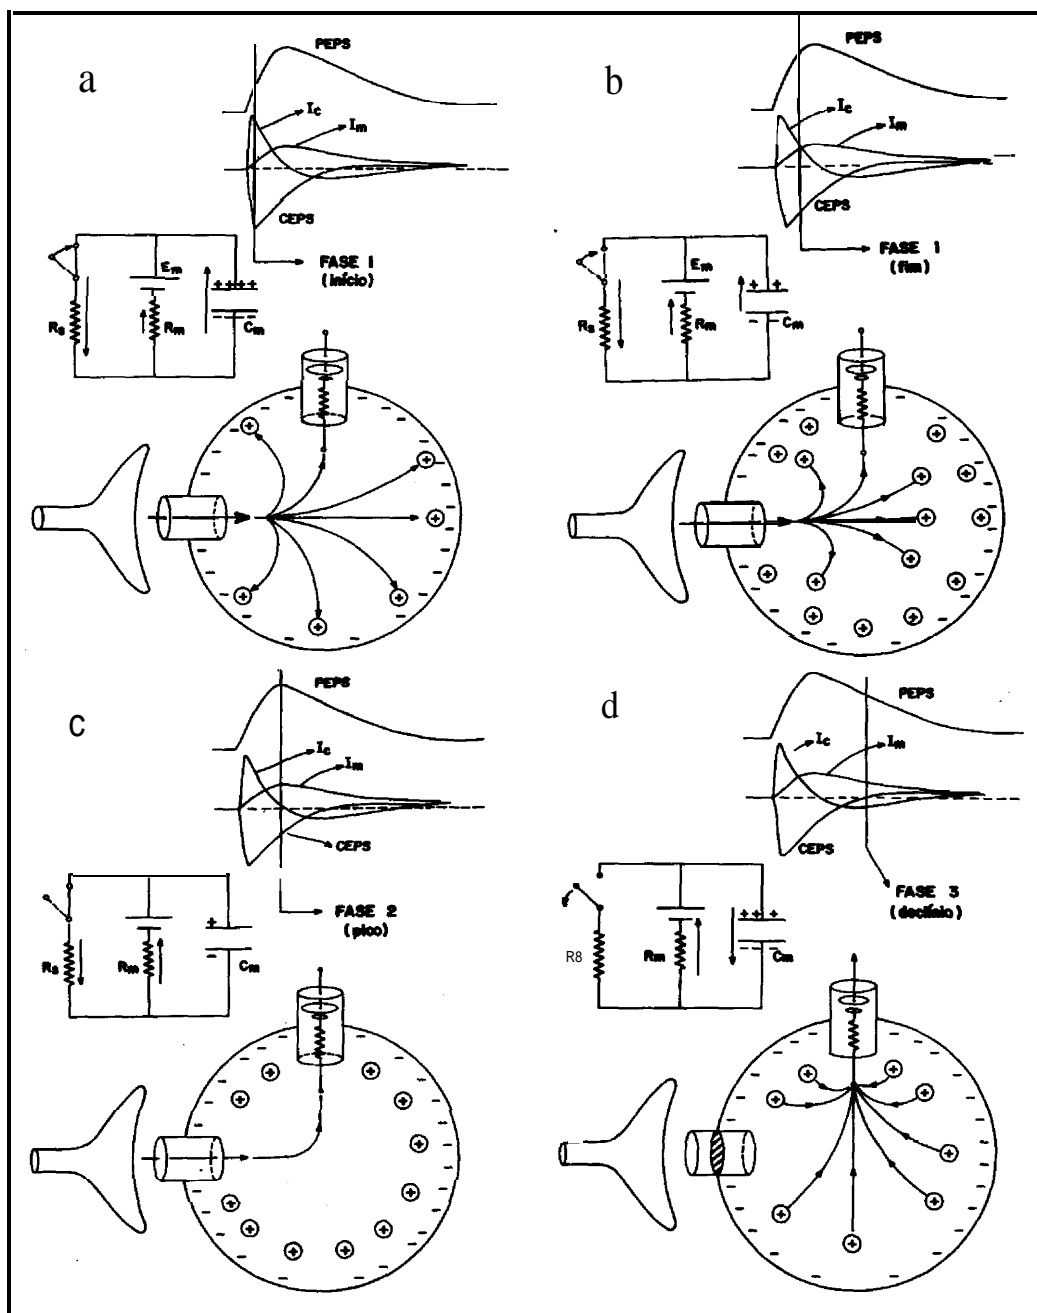 a
PEPS
Ic
Im
CEPS
FASE 1
(início)
Em
Rs
Rm
Cm
b
PEPS
Ic
Im
CEPS
FASE 1
(fim)
Em
Rs
Rm
Cm
c
PEPS
Ic
Im
CEPS
FASE 2
(pico)
Rs
Rm
Cm
d
PEPS
Ic
Im
CEPS
FASE 3
(declínio)
R8
Rm
Cm